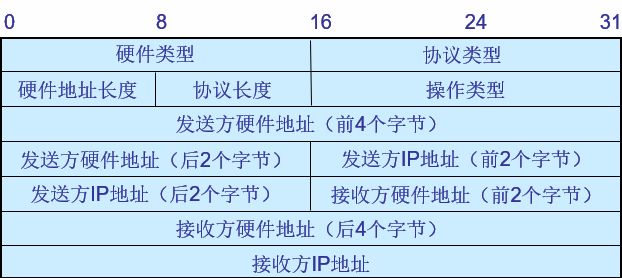 0 8 16 24 31
硬件类型 协议类型
硬件地址长度 协议长度 操作类型
发送方硬件地址（前4个字节）
发送方硬件地址（后2个字节） 发送方IP地址（前2个字节）
发送方IP地址（后2个字节） 接收方硬件地址（前2个字节）
接收方硬件地址（后4个字节）
接收方IP地址